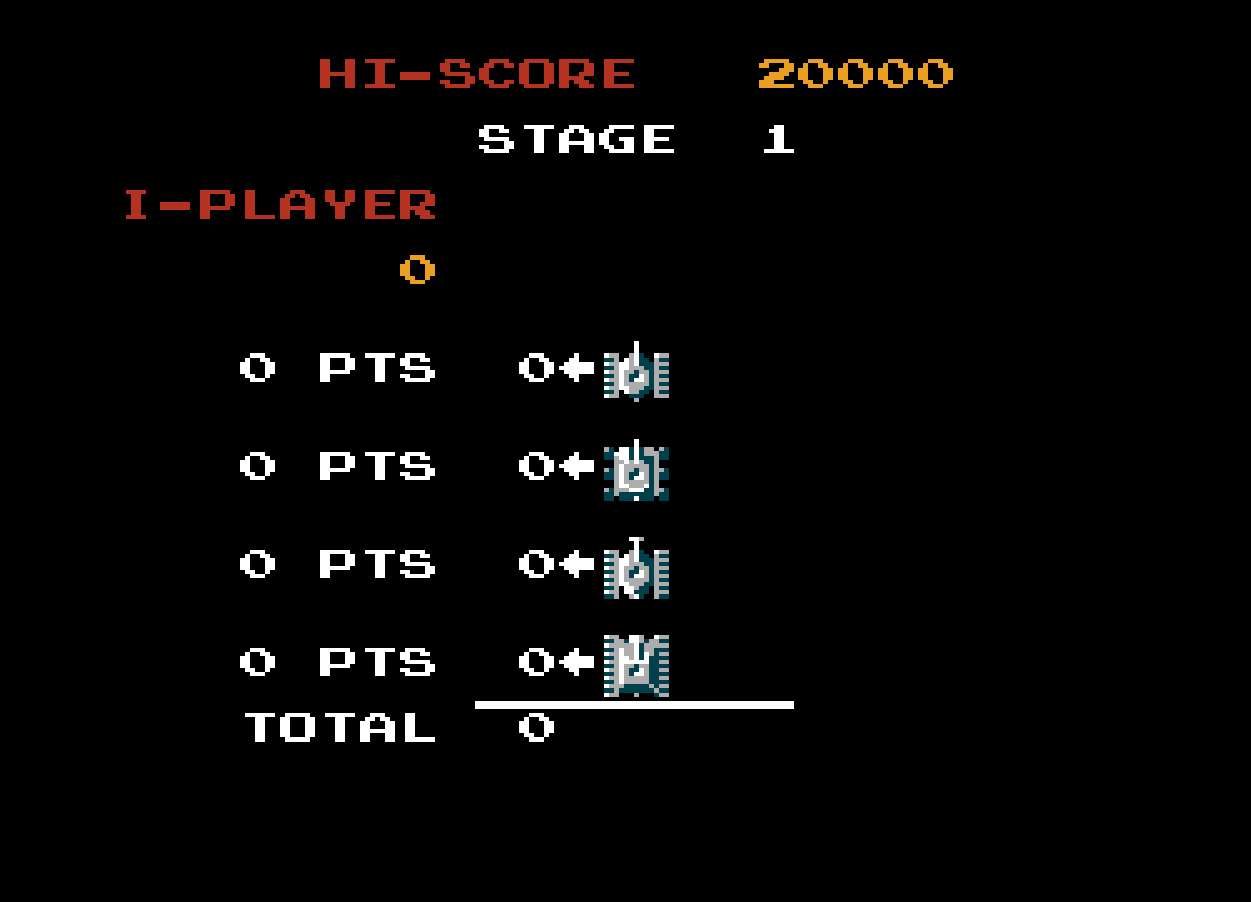 HI-SCORE 20000
STAGE 1
I-PLAYER
0
0 PTS 0←
0 PTS 0←
0 PTS 0←
0 PTS 0←
TOTAL 0